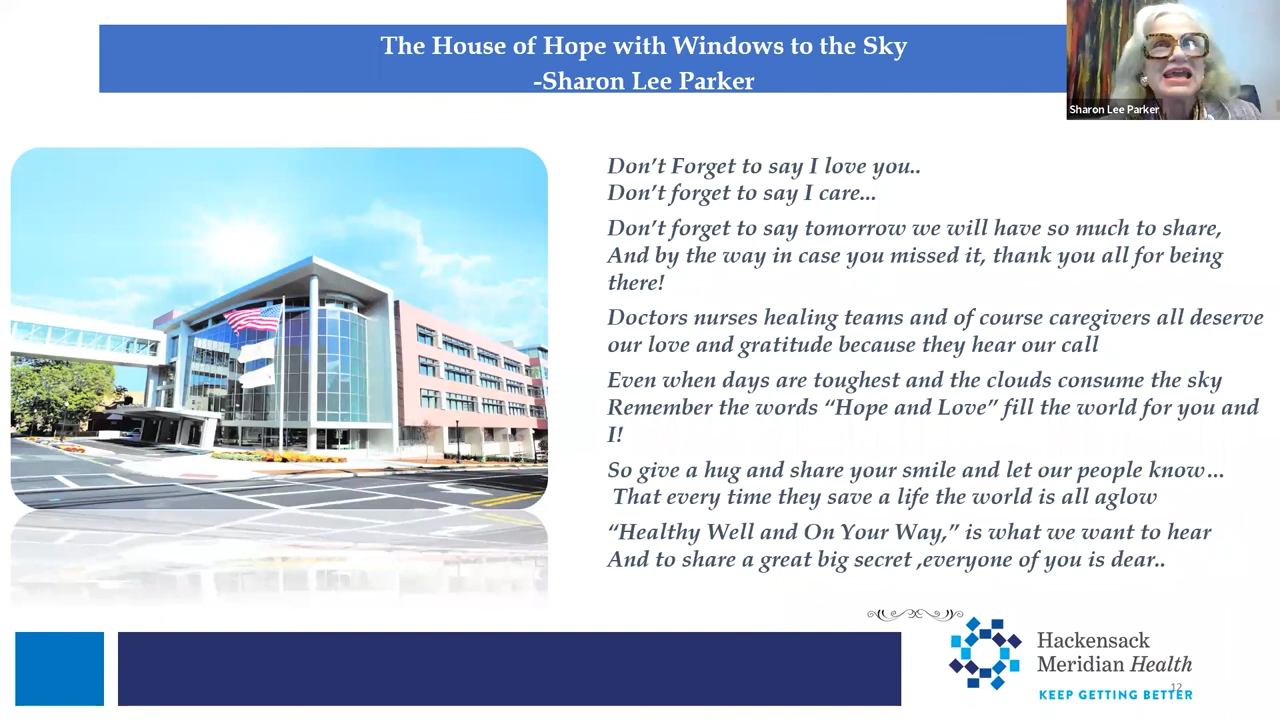 The House of Hope with Windows to the Sky
-Sharon Lee Parker
Sharon Lee Parker
Don't Forget to say I love you..
Don't forget to say I care...
Don't forget to say tomorrow we will have so much to share,
And by the way in case you missed it, thank you all for being
there!
Doctors nurses healing teams and of course caregivers all deserve
our love and gratitude because they hear our call
Even when days are toughest and the clouds consume the sky
Remember the words “Hope and Love” fill the world for you and
I!
So give a hug and share your smile and let our people know…
That every time they save a life the world is all aglow
“Healthy Well and On Your Way,” is what we want to hear
And to share a great big secret ,everyone of you is dear..
Hackensack
Meridian Health
12
KEEP GETTING BETTER